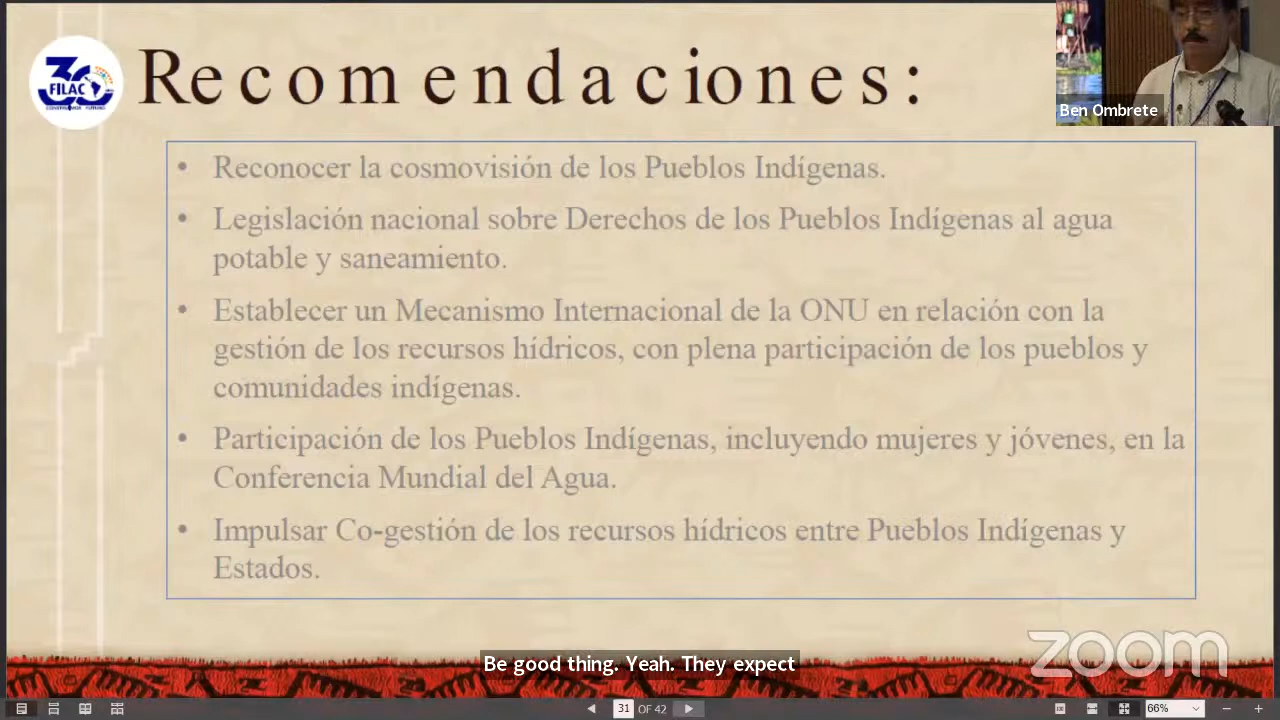 30
FILAC
Recomendaciones:
Ben Ombrete
• Reconocer la cosmovisión de los Pueblos Indígenas.
• Legislación nacional sobre Derechos de los Pueblos Indígenas al agua
potable y saneamiento.
• Establecer un Mecanismo Internacional de la ONU en relación con la
gestión de los recursos hídricos, con plena participación de los pueblos y
comunidades indígenas.
• Participación de los Pueblos Indígenas, incluyendo mujeres y jóvenes, en la
Conferencia Mundial del Agua.
• Impulsar Co-gestión de los recursos hídricos entre Pueblos Indígenas y
Estados.
zoom
Be good thing. Yeah. They expect
31 OF 42
66%